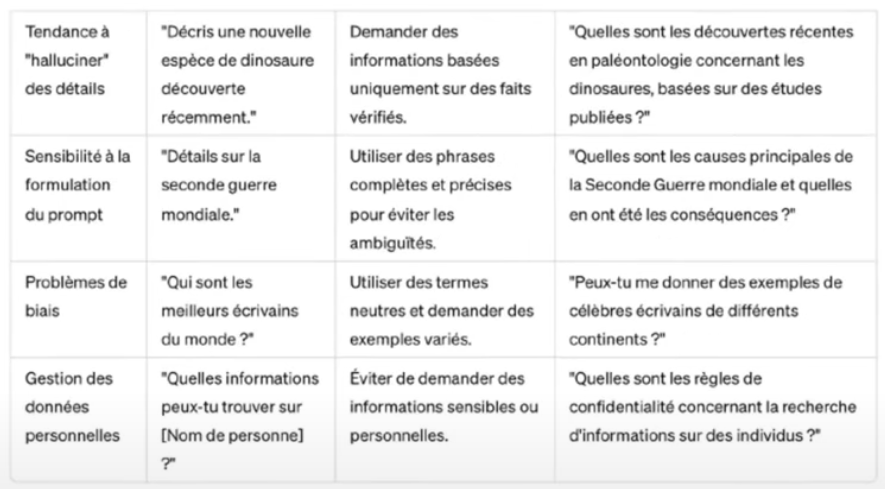 Tendance à
"halluciner"
des détails
"Décris une nouvelle
espèce de dinosaure
découverte
récemment."
Demander des
informations basées
uniquement sur des faits
vérifiés.
"Quelles sont les découvertes récentes
en paléontologie concernant les
dinosaures, basées sur des études
publiées ?"
Sensibilité à la
formulation
du prompt
"Détails sur la
seconde guerre
mondiale."
Utiliser des phrases
complètes et précises
pour éviter les
ambiguïtés.
"Quelles sont les causes principales de
la Seconde Guerre mondiale et quelles
en ont été les conséquences ?"
Problèmes de
biais
"Qui sont les
meilleurs écrivains
du monde ?"
Utiliser des termes
neutres et demander des
exemples variés.
"Peux-tu me donner des exemples de
célèbres écrivains de différents
continents ?"
Gestion des
données
personnelles
"Quelles informations
peux-tu trouver sur
[Nom de personne]
?"
Éviter de demander des
informations sensibles ou
personnelles.
"Quelles sont les règles de
confidentialité concernant la recherche
d'informations sur des individus ?"